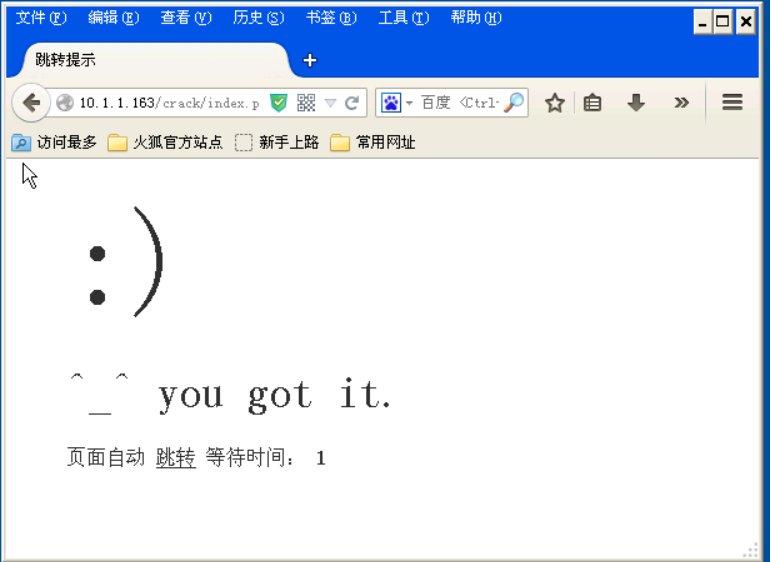 文件(F) 编辑(E) 查看(V) 历史(S) 书签(B) 工具(T) 帮助(H)
跳转提示
10.1.1.163/crack/index.p 百度 <Ctrl-
访问最多 火狐官方站点 新手上路 常用网址
:)
^_^ you got it.
页面自动 跳转 等待时间： 1